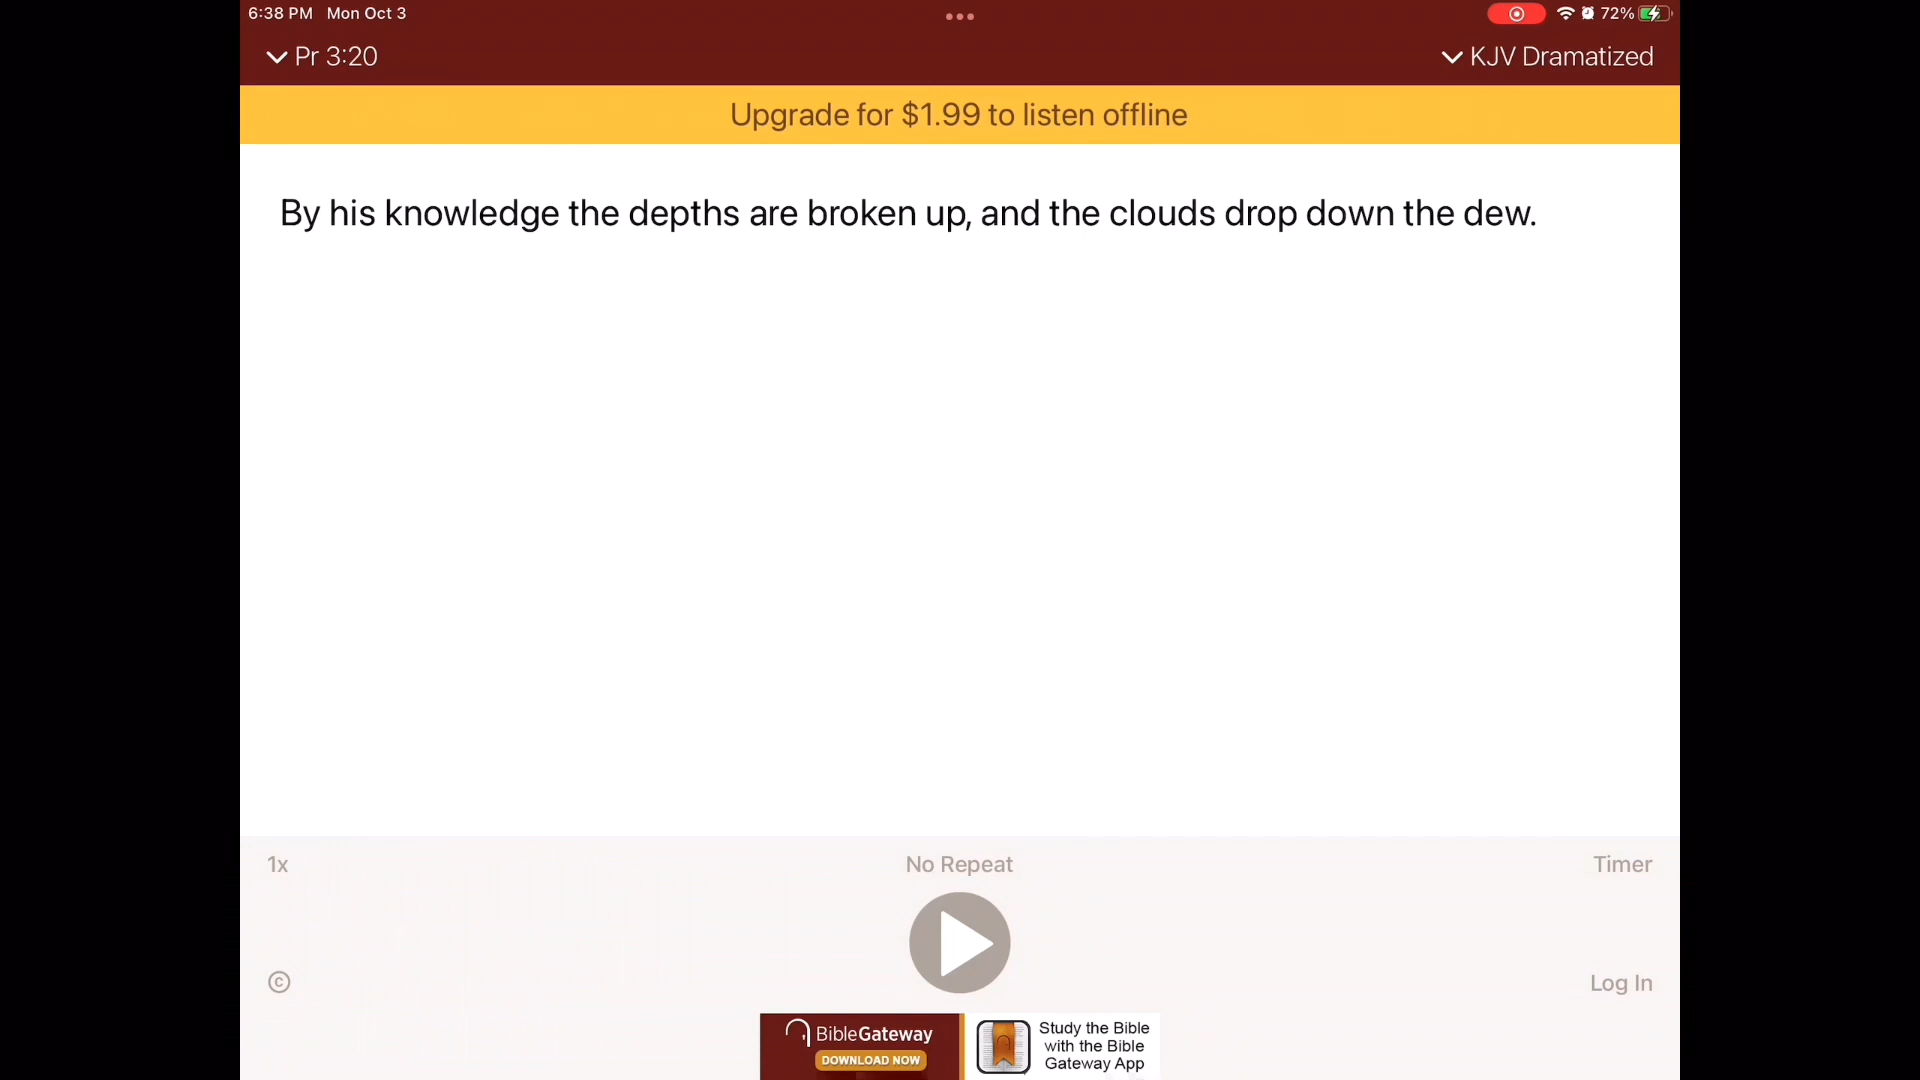 6:38 PM Mon Oct 3
72%
Pr 3:20
KJV Dramatized
Upgrade for $1.99 to listen offline
By his knowledge the depths are broken up, and the clouds drop down the dew.
1x
No Repeat
Timer
©
Log In
BibleGateway
DOWNLOAD NOW
Study the Bible
with the Bible
Gateway App